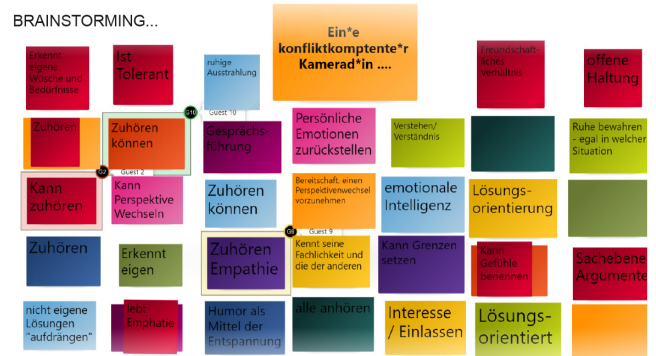 BRAINSTORMING...
Ein*e
konfliktkomptente*r
Kamerad*in ....
Erkennt
eigene
Wüsche und
Bedürfnisse
Ist
Tolerant
ruhige
Ausstrahlung
Freundschaft-
liches
Verhältnis
offene
Haltung
G10
Guest 10
Zuhören
Zuhören
können
Gesprächs-
führung
Persönliche
Emotionen
zurückstellen
Verstehen/
Verständnis
Ruhe bewahren
- egal in welcher
Situation
G2
Guest 2
Kann
zuhören
Kann
Perspektive
Wechseln
Zuhören
können
Bereitschaft, einen
Perspektivenwechsel
vorzunehmen
emotionale
Intelligenz
Lösungs-
orientierung
G9
Guest 9
Zuhören
Erkennt
eigen
Zuhören
Empathie
Kennt seine
Fachlichkeit und
die der anderen
Kann Grenzen
setzen
Kann
Gefühle
benennen
Sachebene
Argumente
nicht eigene
Lösungen
"aufdrängen"
lebt
Emphatie
Humor als
Mittel der
Entspannung
alle anhören
Interesse
/ Einlassen
Lösungs-
orientiert